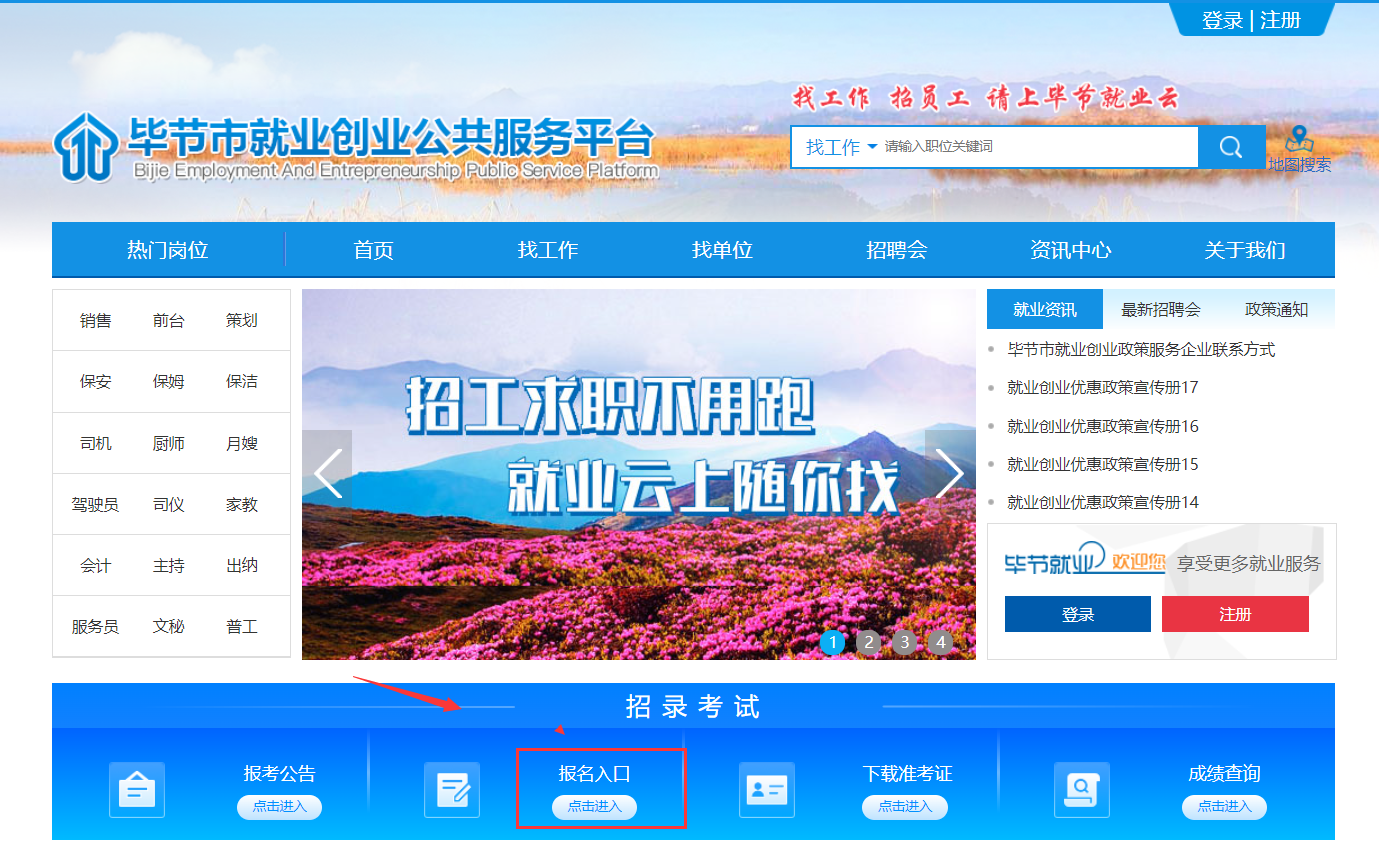 登录 | 注册
找工作 招员工 请上毕节就业云
毕节市就业创业公共服务平台
Bijie Employment And Entrepreneurship Public Service Platform
找工作 请输入职位关键词
地图搜索
热门岗位 首页 找工作 找单位 招聘会 资讯中心 关于我们
销售 前台 策划
保安 保姆 保洁
司机 厨师 月嫂
驾驶员 司仪 家教
会计 主持 出纳
服务员 文秘 普工
招工求职不用跑
就业云上随你找
1 2 3 4
就业资讯 最新招聘会 政策通知
毕节市就业创业政策服务企业联系方式
就业创业优惠政策宣传册17
就业创业优惠政策宣传册16
就业创业优惠政策宣传册15
就业创业优惠政策宣传册14
毕节就业 欢迎您 享受更多就业服务
登录 注册
招录考试
报考公告 报名入口 下载准考证 成绩查询
点击进入 点击进入 点击进入 点击进入